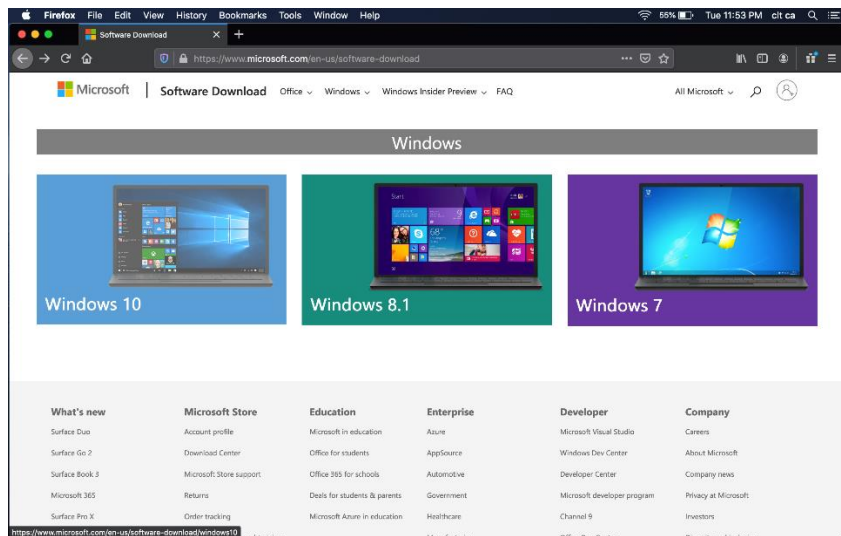 Firefox File Edit View History Bookmarks Tools Window Help 55% Tue 11:53 PM clt ca
Software Download
https://www.microsoft.com/en-us/software-download
Microsoft Software Download Office Windows Windows Insider Preview FAQ All Microsoft
Windows
Start
68°
Windows 10 Windows 8.1 Windows 7
What's new Microsoft Store Education Enterprise Developer Company
Surface Duo Account profile Microsoft in education Azure Microsoft Visual Studio Careers
Surface Go 2 Download Center Office for students AppSource Windows Dev Center About Microsoft
Surface Book 3 Microsoft Store support Office 365 for schools Automotive Developer Center Company news
Microsoft 365 Returns Deals for students & parents Government Microsoft developer program Privacy at Microsoft
Surface Pro X Order tracking Microsoft Azure in education Healthcare Channel 9 Investors
https://www.microsoft.com/en-us/software-download/windows10